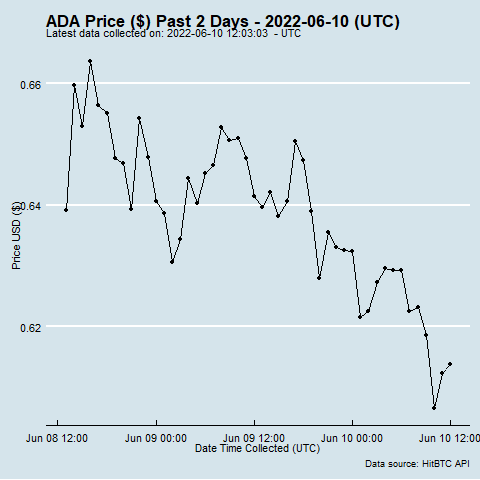 ADA Price ($) Past 2 Days - 2022-06-10 (UTC)
Latest data collected on: 2022-06-10 12:03:03  - UTC
0.66
0.64
0.62
Price USD ($)
Jun 08 12:00 Jun 09 00:00 Jun 09 12:00 Jun 10 00:00 Jun 10 12:00
Date Time Collected (UTC)
Data source: HitBTC API